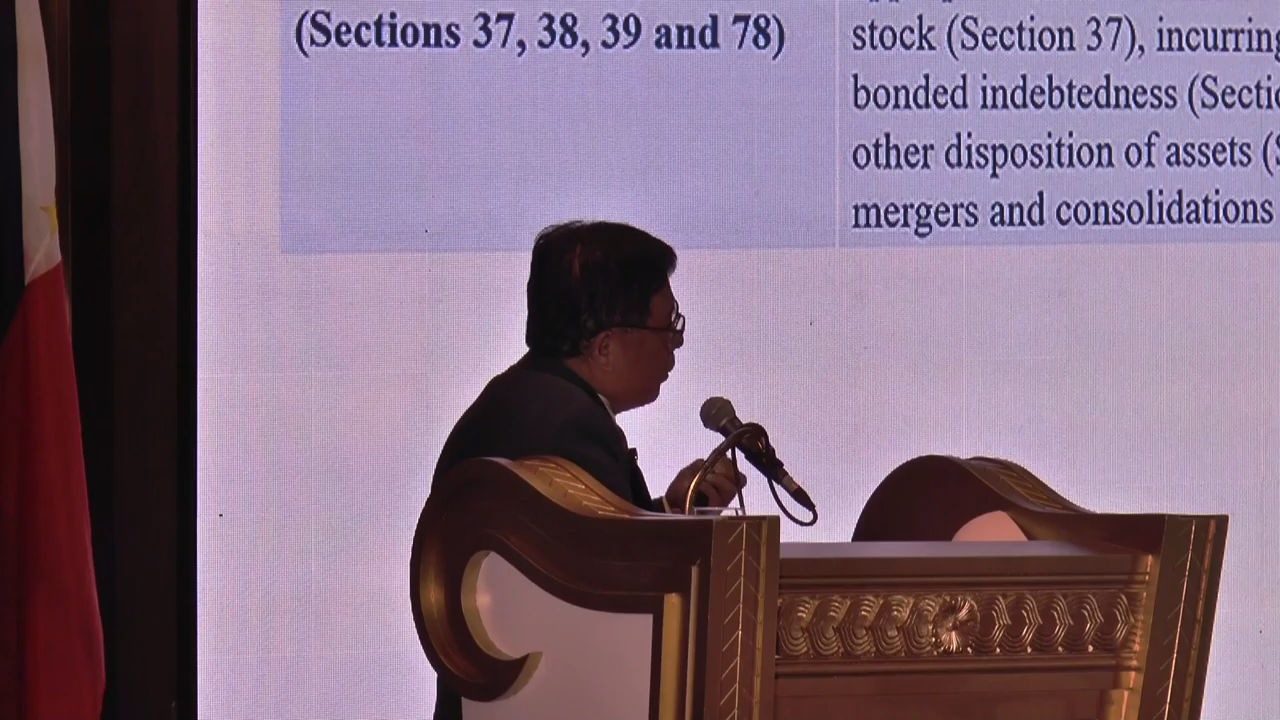 (Sections 37, 38, 39 and 78)
stock (Section 37), incurring
bonded indebtedness
other disposition of assets
mergers and consolidations